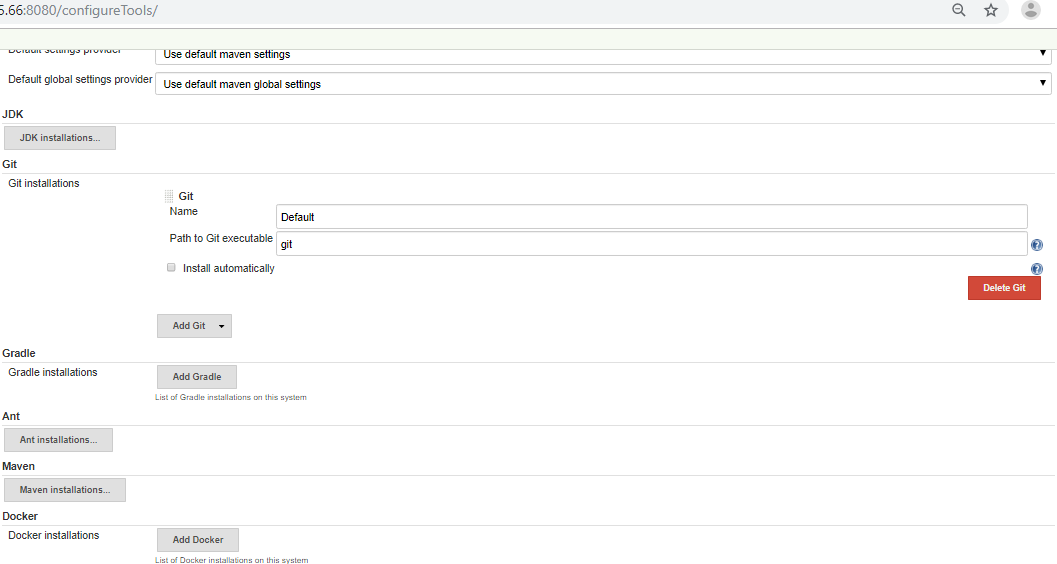 5.66:8080/configureTools/
Default settings provider
Use default maven settings
Default global settings provider
Use default maven global settings
JDK
JDK installations...
Git
Git installations
Git
Name
Default
Path to Git executable
git
?
Install automatically
?
Delete Git
Add Git
Gradle
Gradle installations
Add Gradle
List of Gradle installations on this system
Ant
Ant installations...
Maven
Maven installations...
Docker
Docker installations
Add Docker
List of Docker installations on this system